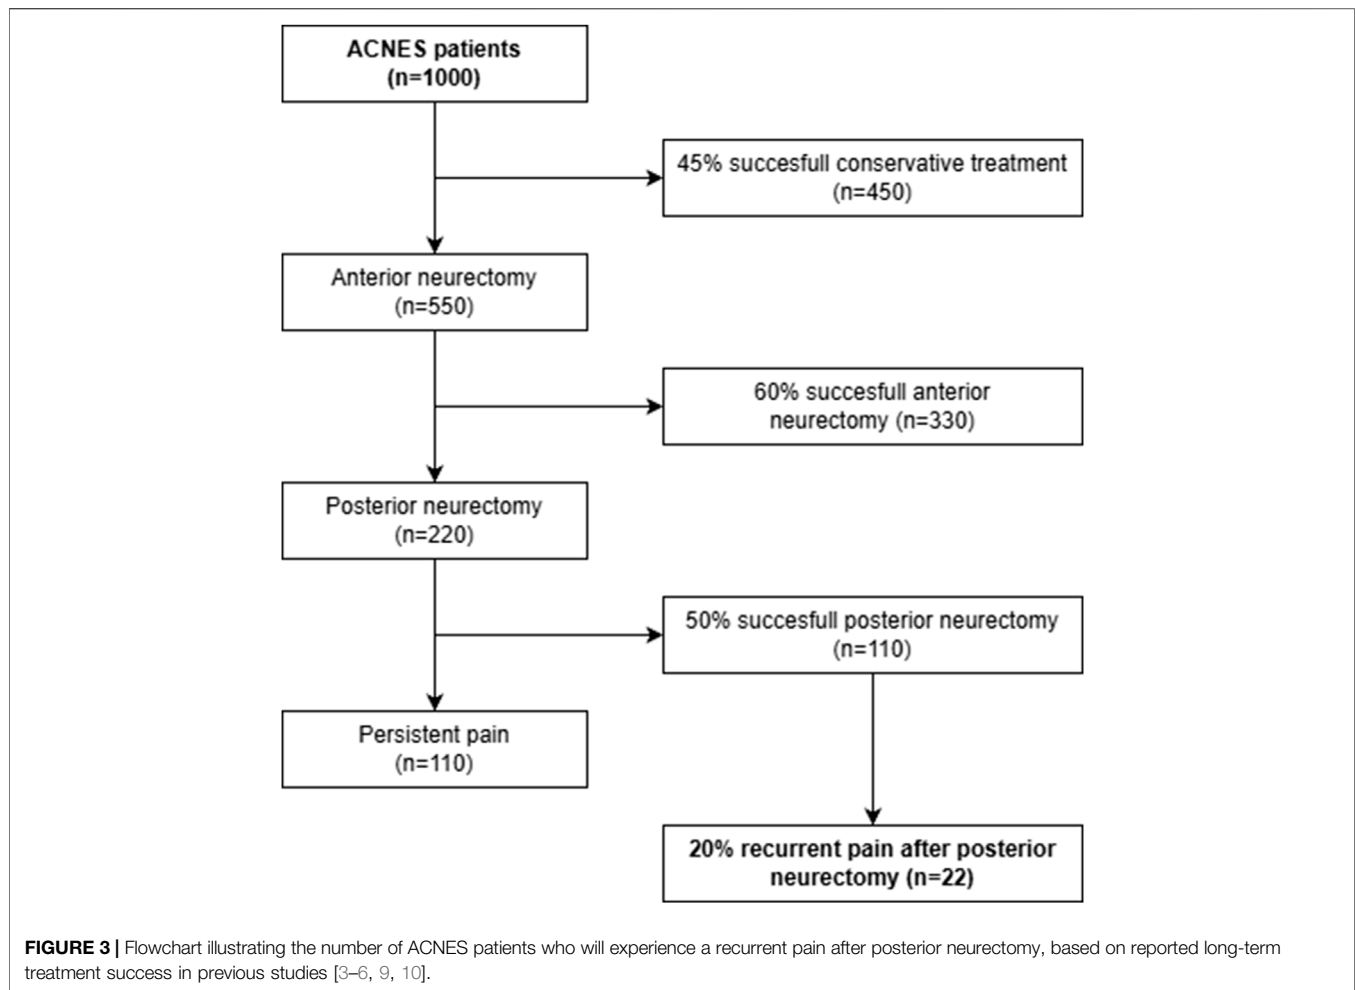 ACNES patients
(n=1000)
45% succesfull conservative treatment
(n=450)
Anterior neurectomy
(n=550)
60% succesfull anterior
neurectomy (n=330)
Posterior neurectomy
(n=220)
50% succesfull posterior neurectomy
(n=110)
Persistent pain
(n=110)
20% recurrent pain after posterior
neurectomy (n=22)
FIGURE 3 | Flowchart illustrating the number of ACNES patients who will experience a recurrent pain after posterior neurectomy, based on reported long-term
treatment success in previous studies [3–6, 9, 10].